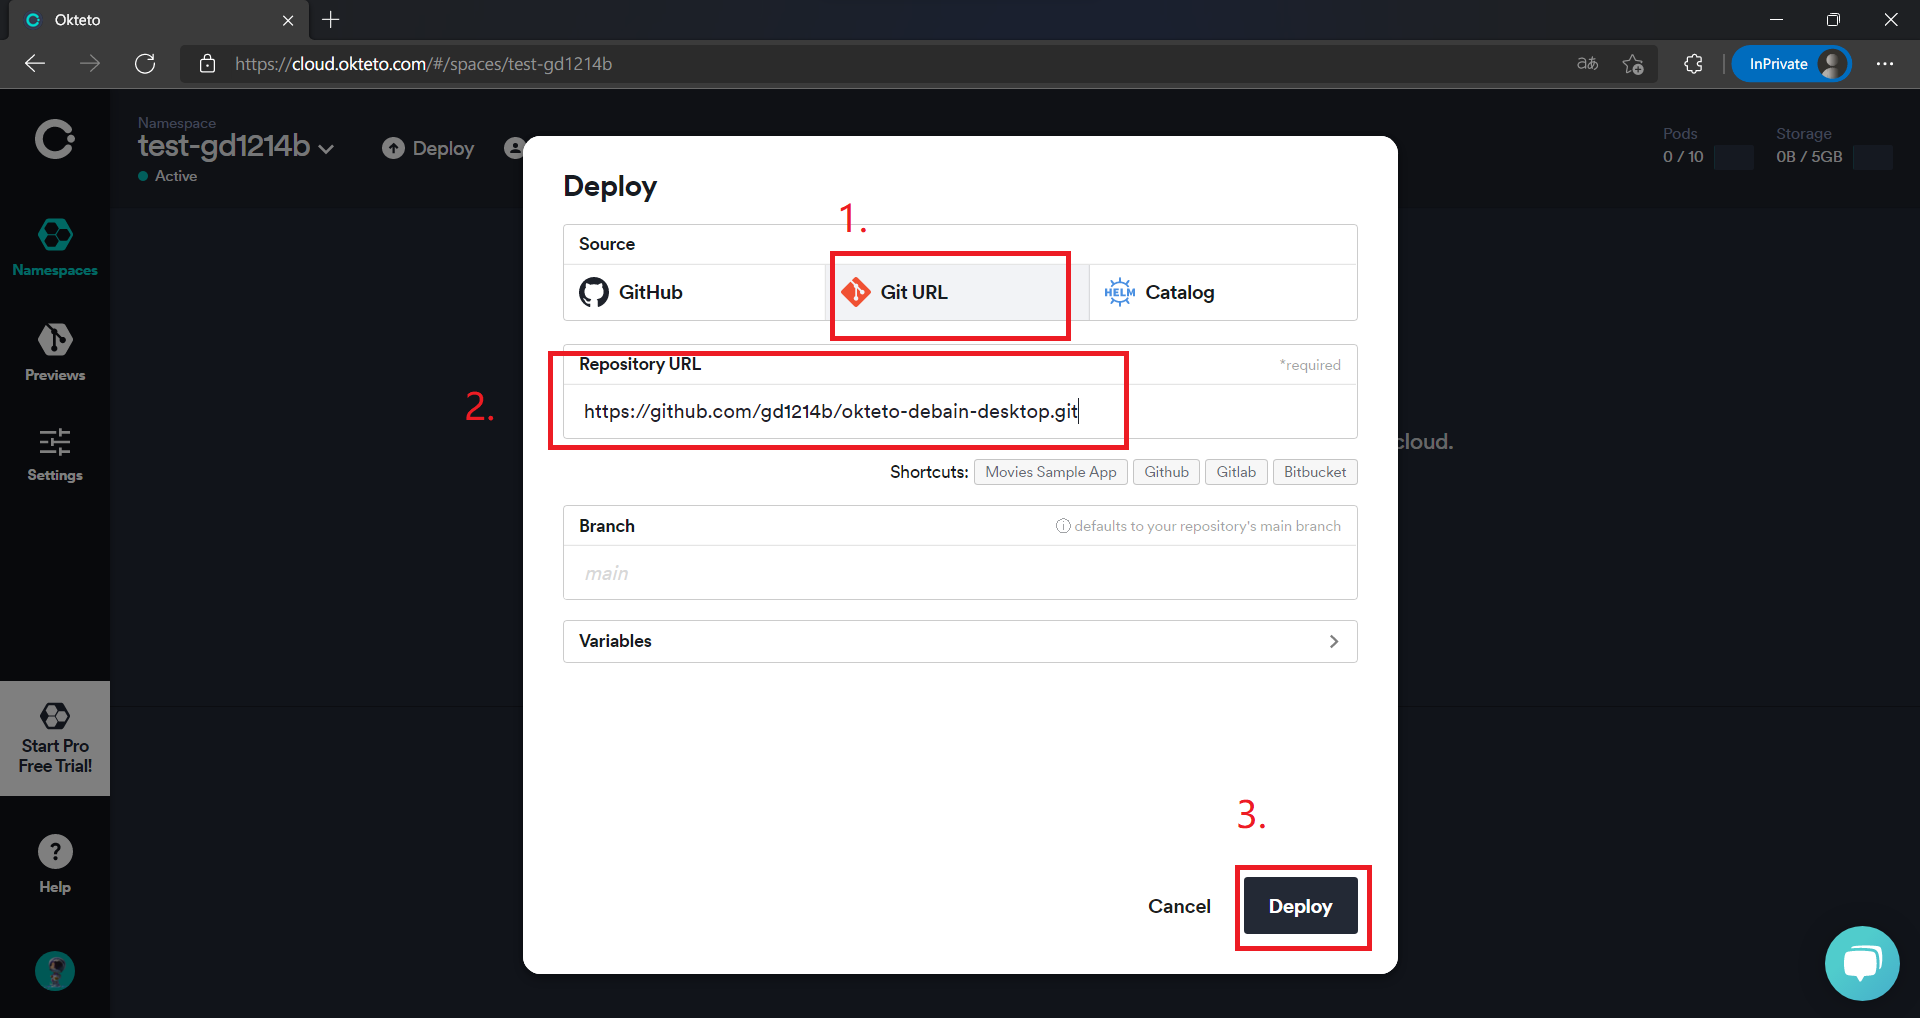 Okteto
https://cloud.okteto.com/#/spaces/test-gd1214b
aあ
InPrivate
Namespace
test-gd1214b
Active
Deploy
Pods
0 / 10
Storage
0B / 5GB
Namespaces
Previews
Settings
Start Pro
Free Trial!
Help
Deploy
1.
Source
GitHub
Git URL
HELM
Catalog
2.
Repository URL
*required
https://github.com/gd1214b/okteto-debain-desktop.git
cloud.
Shortcuts:
Movies Sample App
Github
Gitlab
Bitbucket
Branch
defaults to your repository's main branch
main
Variables
3.
Cancel
Deploy